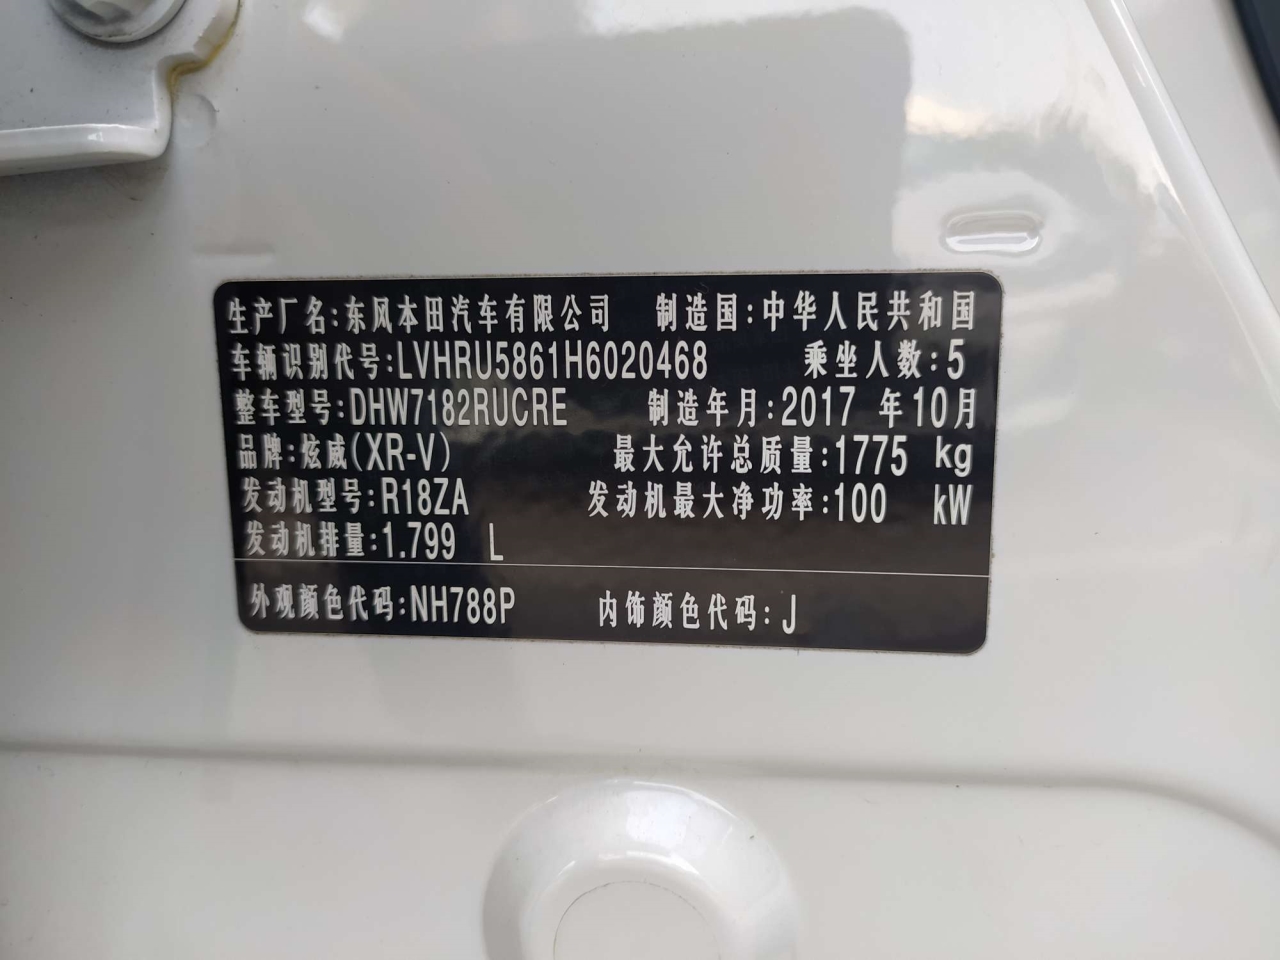 生产厂名:东风本田汽车有限公司 制造国:中华人民共和国
车辆识别代号:LVHRU5861H6020468 乘坐人数:5
整车型号:DHW7182RUCRE 制造年月:2017 年10月
品牌:炫威(XR-V) 最大允许总质量:1775 kg
发动机型号:R18ZA 发动机最大净功率:100 kW
发动机排量:1.799 L
外观颜色代码:NH788P 内饰颜色代码:J